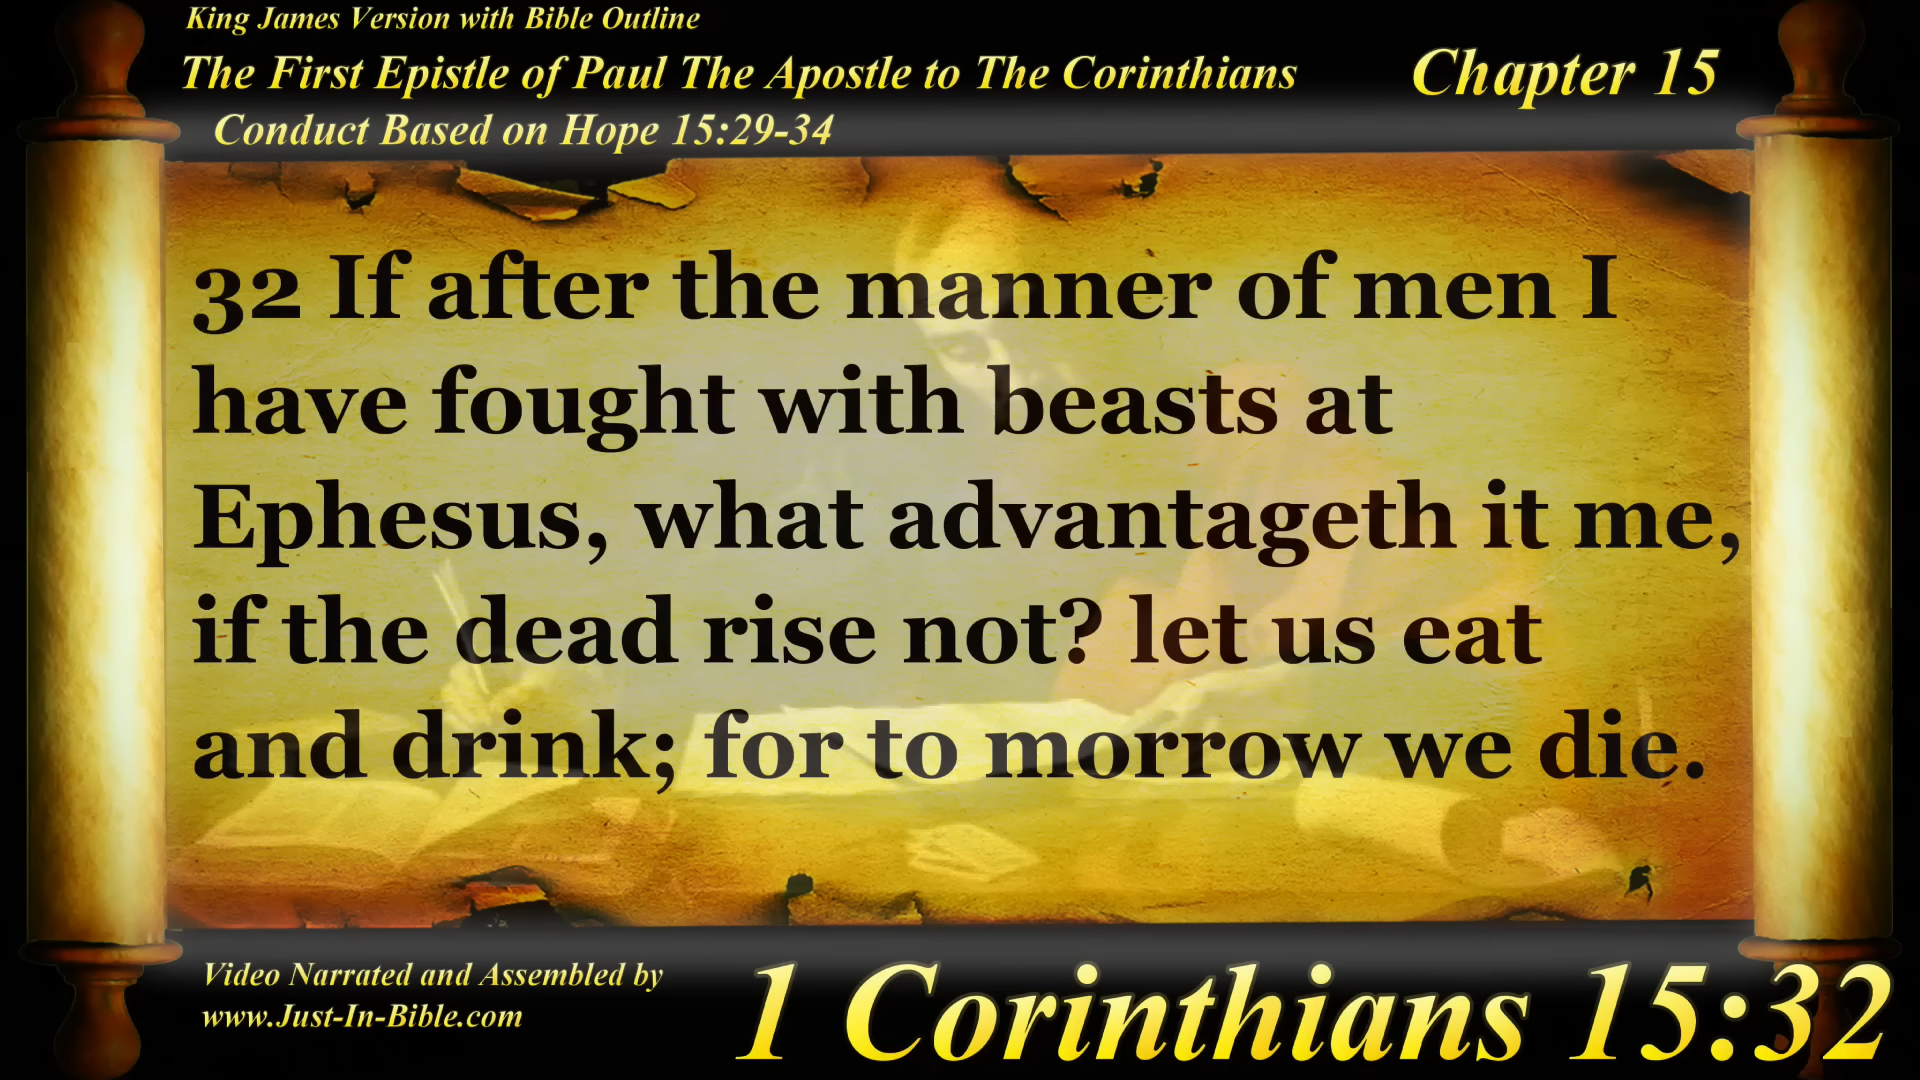 King James Version with Bible Outline
The First Epistle of Paul The Apostle to The Corinthians
Chapter 15
Conduct Based on Hope 15:29-34
32 If after the manner of men I
have fought with beasts at
Ephesus, what advantageth it me,
if the dead rise not? let us eat
and drink; for to morrow we die.
Video Narrated and Assembled by
www.Just-In-Bible.com
1 Corinthians 15:32